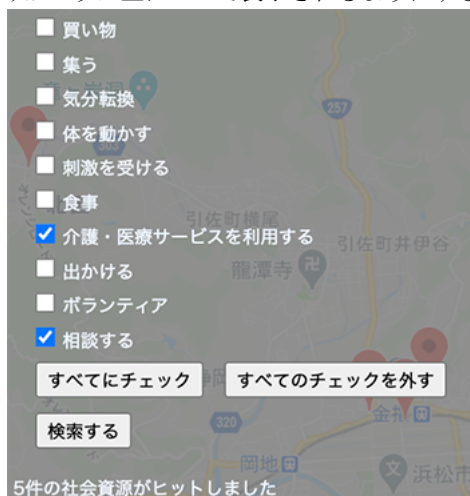 買い物
集う
気分転換
257
体を動かす
303
刺激を受ける
食事
引佐町横尾
介護・医療サービスを利用する
引佐町井伊谷
出かける
龍潭寺
ボランティア
相談する
すべてにチェック
すべてのチェックを外す
金指
検索する
320
岡地
浜松市
5件の社会資源がヒットしました